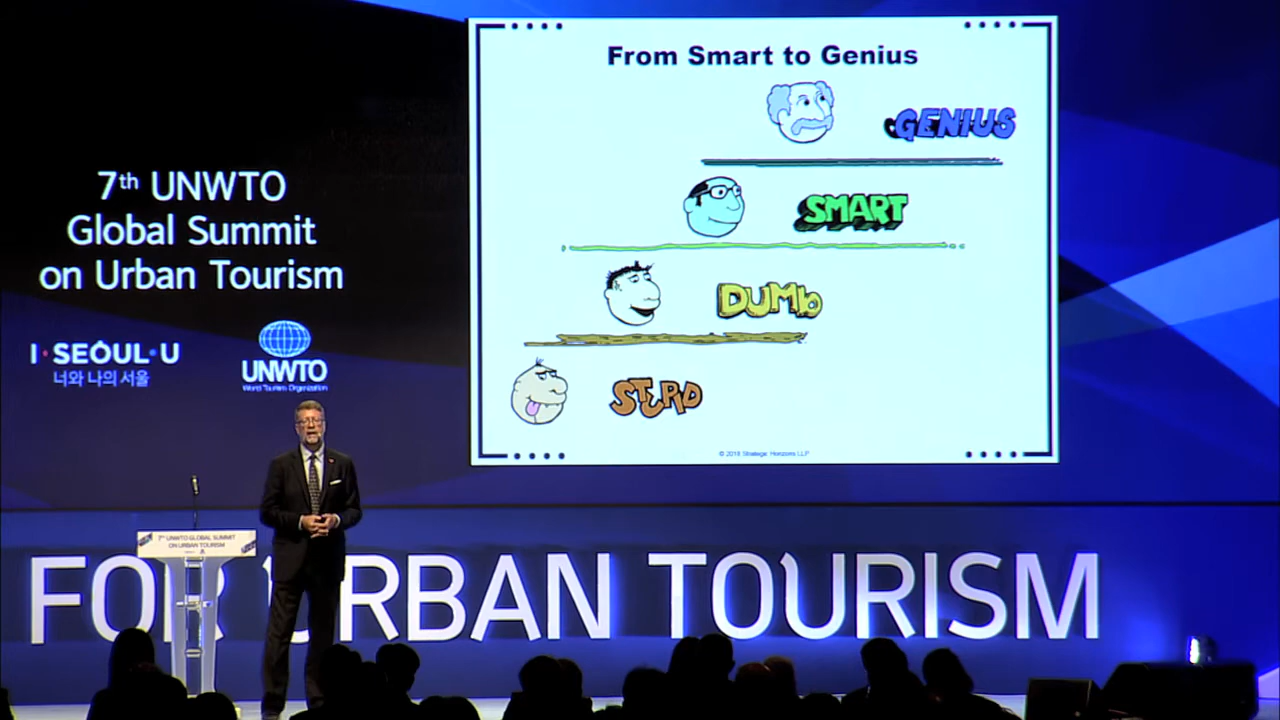 From Smart to Genius
GENIUS
SMART
DUMb
7th UNWTO
Global Summit
on Urban Tourism
I·SEOUL·U
너와 나의 서울
UNWTO
World Tourism Organization
© 2018 Strategic Horizons LLP
7th UNWTO GLOBAL SUMMIT
ON URBAN TOURISM
FOR URBAN TOURISM